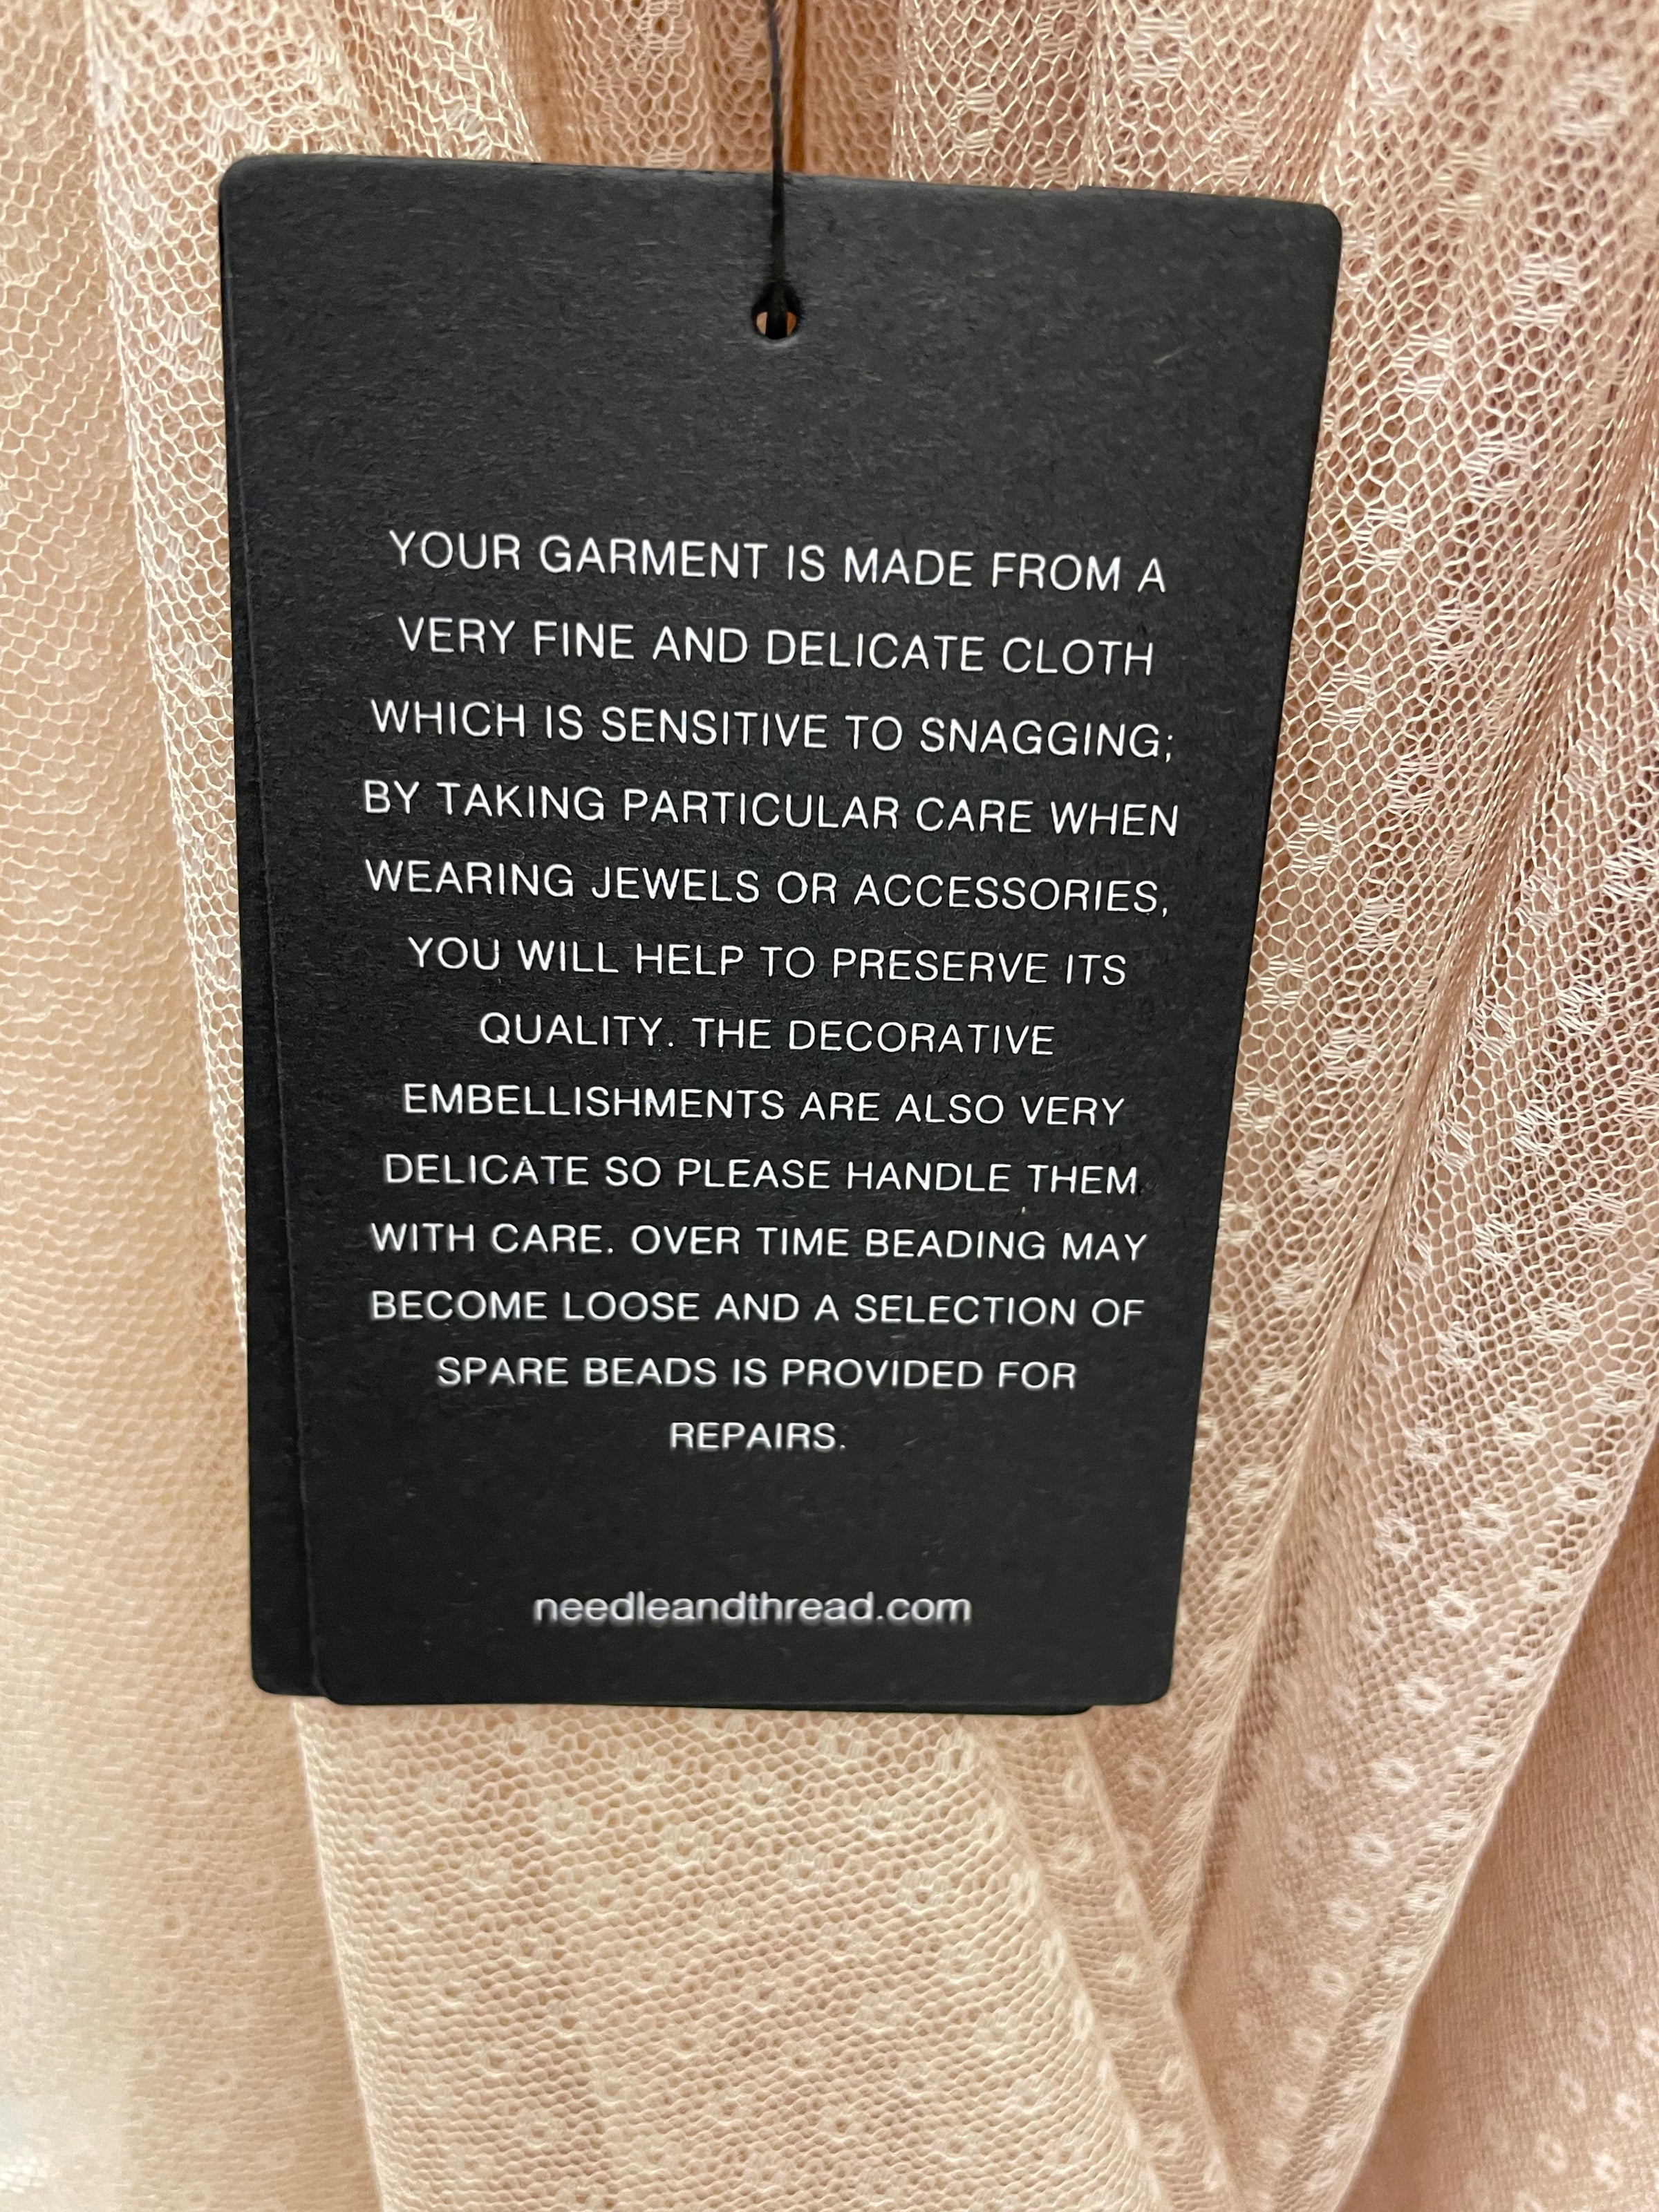 YOUR GARMENT IS MADE FROM A
VERY FINE AND DELICATE CLOTH
WHICH IS SENSITIVE TO SNAGGING;
BY TAKING PARTICULAR CARE WHEN
WEARING JEWELS OR ACCESSORIES,
YOU WILL HELP TO PRESERVE ITS
QUALITY. THE DECORATIVE
EMBELLISHMENTS ARE ALSO VERY
DELICATE SO PLEASE HANDLE THEM
WITH CARE. OVER TIME BEADING MAY
BECOME LOOSE AND A SELECTION OF
SPARE BEADS IS PROVIDED FOR
REPAIRS.
needleandthread.com